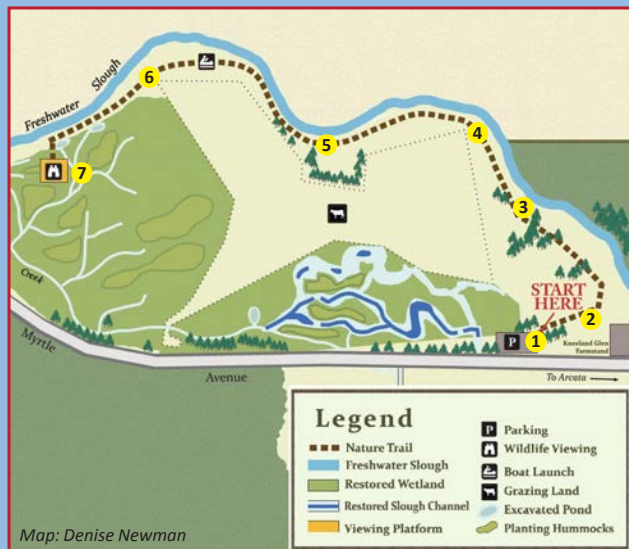 Freshwater Slough
6
5
4
7
3
START
HERE
2
1
P
Kneeland Glen
Farmstand
Creek
Myrtle
Avenue
To Arcata
Legend
Nature Trail
Freshwater Slough
Restored Wetland
Restored Slough Channel
Viewing Platform
P Parking
Wildlife Viewing
Boat Launch
Grazing Land
Excavated Pond
Planting Hummocks
Map: Denise Newman